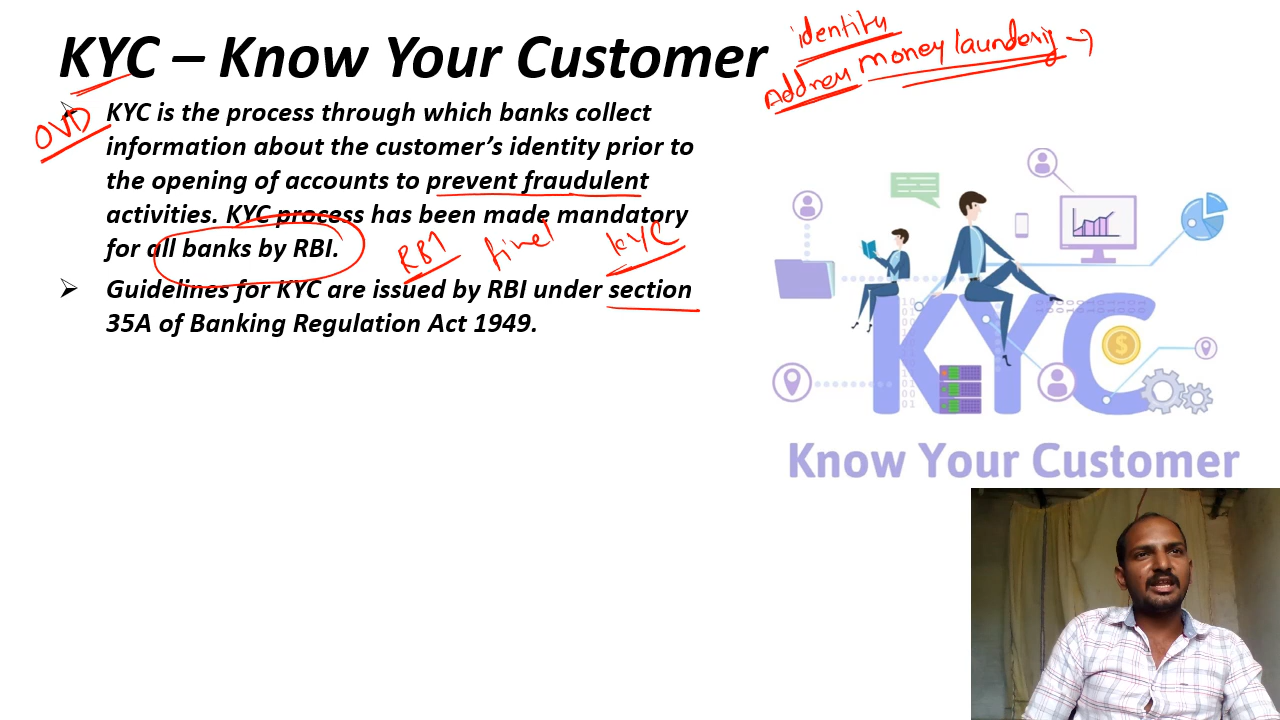 KYC – Know Your Customer
identity
Address money laundering →
OVD
➤ KYC is the process through which banks collect
information about the customer's identity prior to
the opening of accounts to prevent fraudulent
activities. KYC process has been made mandatory
for all banks by RBI.
RBI KYC
➤ Guidelines for KYC are issued by RBI under section
35A of Banking Regulation Act 1949.
KYC
Know Your Customer